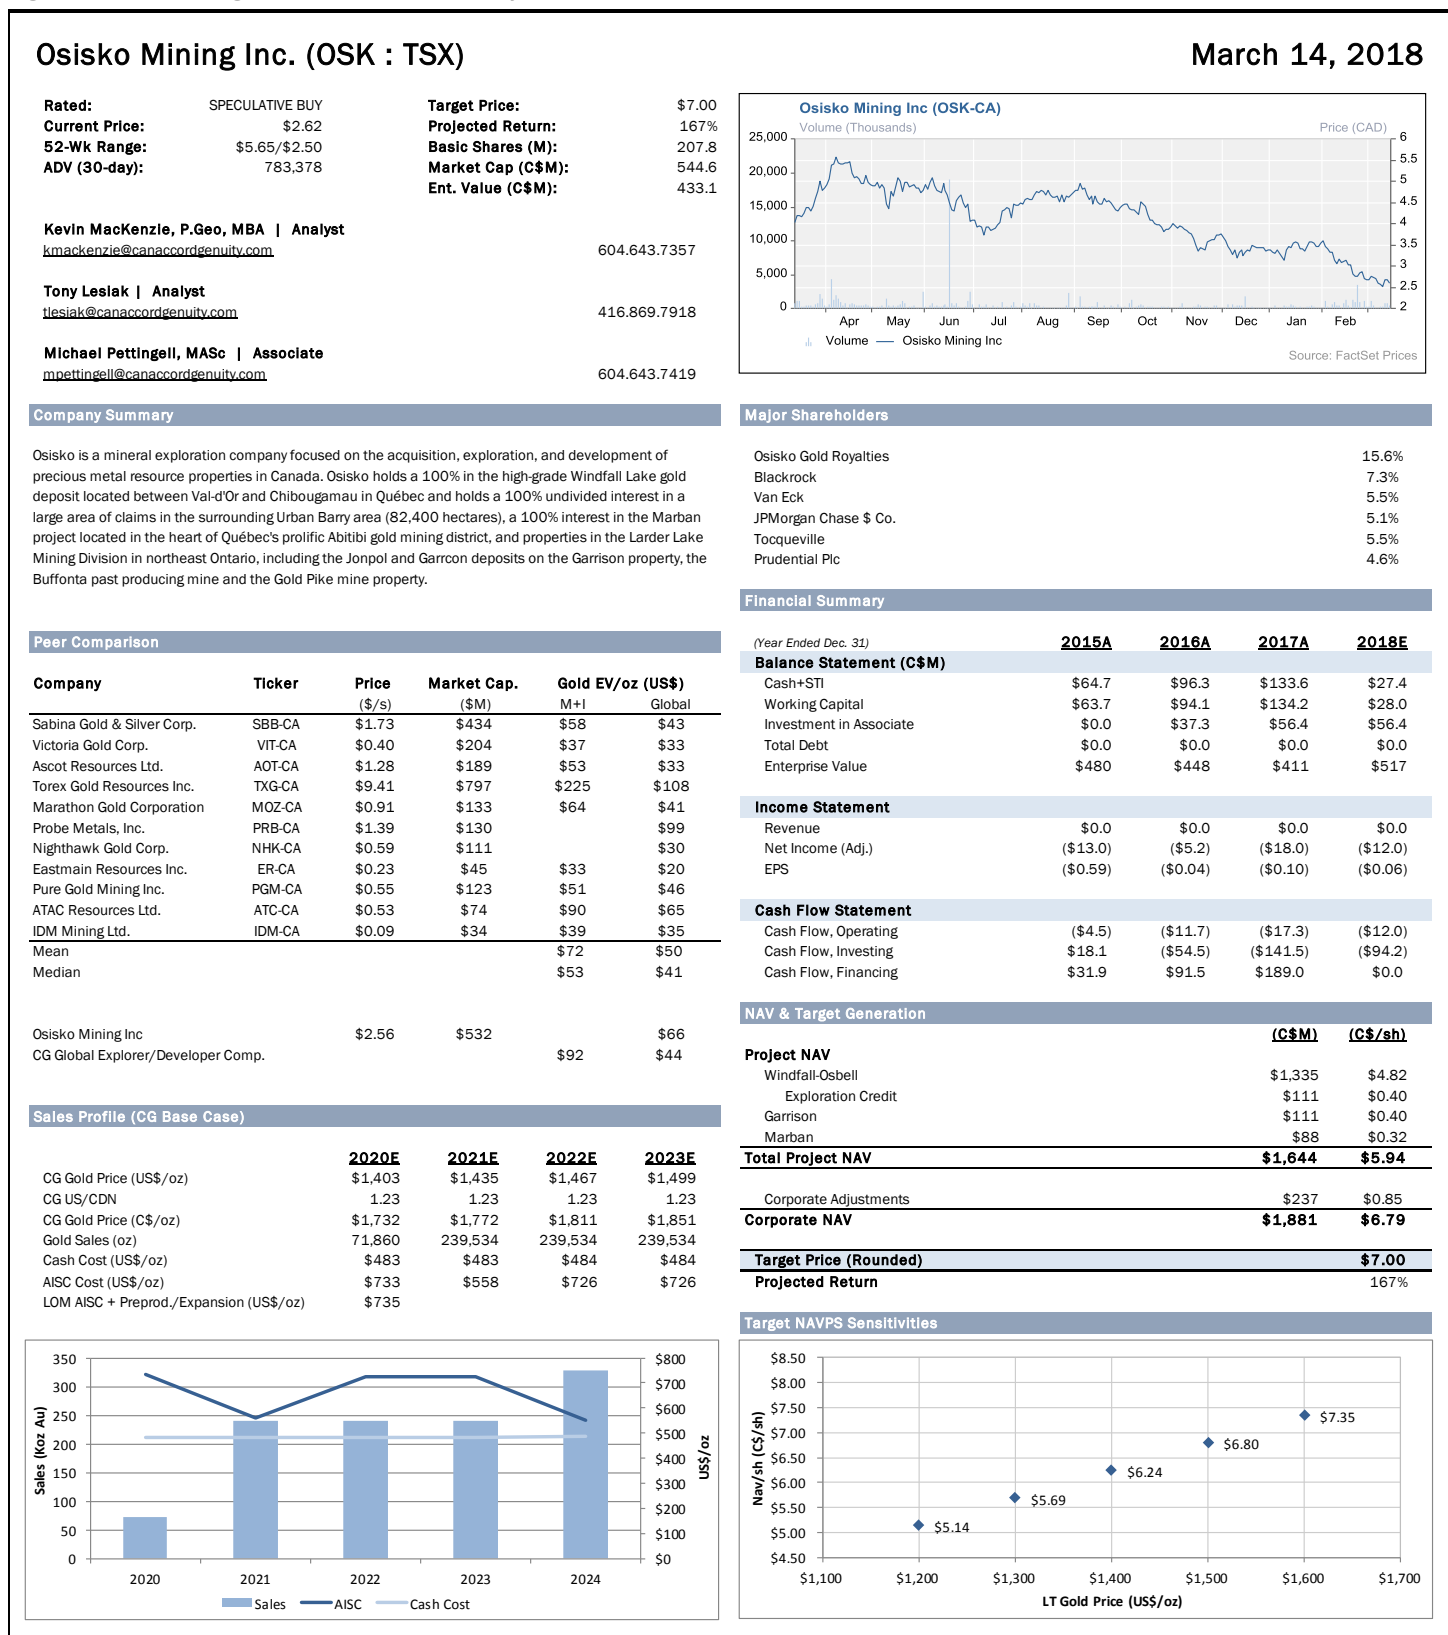 Osisko Mining Inc. (OSK : TSX)
March 14, 2018
Rated: SPECULATIVE BUY
Current Price: $2.62
52-Wk Range: $5.65/$2.50
ADV (30-day): 783,378
Target Price: $7.00
Projected Return: 167%
Basic Shares (M): 207.8
Market Cap (C$M): 544.6
Ent. Value (C$M): 433.1
Kevin MacKenzie, P.Geo, MBA | Analyst
kmackenzie@canaccordgenuity.com 604.643.7357
Tony Lesiak | Analyst
tlesiak@canaccordgenuity.com 416.869.7918
Michael Pettingell, MASc | Associate
mpettingell@canaccordgenuity.com 604.643.7419
Osisko Mining Inc (OSK-CA)
Volume (Thousands) Price (CAD)
25,000 6
5.5
20,000 5
15,000 4.5
4
10,000 3.5
3
5,000 2.5
0 2
Apr May Jun Jul Aug Sep Oct Nov Dec Jan Feb
Volume Osisko Mining Inc
Source: FactSet Prices
Company Summary
Osisko is a mineral exploration company focused on the acquisition, exploration, and development of
precious metal resource properties in Canada. Osisko holds a 100% in the high-grade Windfall Lake gold
deposit located between Val-d'Or and Chibougamau in Québec and holds a 100% undivided interest in a
large area of claims in the surrounding Urban Barry area (82,400 hectares), a 100% interest in the Marban
project located in the heart of Québec's prolific Abitibi gold mining district, and properties in the Larder Lake
Mining Division in northeast Ontario, including the Jonpol and Garrcon deposits on the Garrison property, the
Buffonta past producing mine and the Gold Pike mine property.
Major Shareholders
Osisko Gold Royalties 15.6%
Blackrock 7.3%
Van Eck 5.5%
JPMorgan Chase $ Co. 5.1%
Tocqueville 5.5%
Prudential Plc 4.6%
Peer Comparison
Company Ticker Price Market Cap. Gold EV/oz (US$)
($/s) ($M) M+I Global
Sabina Gold & Silver Corp. SBB-CA $1.73 $434 $58 $43
Victoria Gold Corp. VIT-CA $0.40 $204 $37 $33
Ascot Resources Ltd. AOT-CA $1.28 $189 $53 $33
Torex Gold Resources Inc. TXG-CA $9.41 $797 $225 $108
Marathon Gold Corporation MOZ-CA $0.91 $133 $64 $41
Probe Metals, Inc. PRB-CA $1.39 $130 $99
Nighthawk Gold Corp. NHK-CA $0.59 $111 $30
Eastmain Resources Inc. ER-CA $0.23 $45 $33 $20
Pure Gold Mining Inc. PGM-CA $0.55 $123 $51 $46
ATAC Resources Ltd. ATC-CA $0.53 $74 $90 $65
IDM Mining Ltd. IDM-CA $0.09 $34 $39 $35
Mean $72 $50
Median $53 $41
Osisko Mining Inc $2.56 $532 $66
CG Global Explorer/Developer Comp. $92 $44
Financial Summary
(Year Ended Dec. 31) 2015A 2016A 2017A 2018E
Balance Statement (C$M)
Cash+STI $64.7 $96.3 $133.6 $27.4
Working Capital $63.7 $94.1 $134.2 $28.0
Investment in Associate $0.0 $37.3 $56.4 $56.4
Total Debt $0.0 $0.0 $0.0 $0.0
Enterprise Value $480 $448 $411 $517
Income Statement
Revenue $0.0 $0.0 $0.0 $0.0
Net Income (Adj.) ($13.0) ($5.2) ($18.0) ($12.0)
EPS ($0.59) ($0.04) ($0.10) ($0.06)
Cash Flow Statement
Cash Flow, Operating ($4.5) ($11.7) ($17.3) ($12.0)
Cash Flow, Investing $18.1 ($54.5) ($141.5) ($94.2)
Cash Flow, Financing $31.9 $91.5 $189.0 $0.0
NAV & Target Generation
(C$M) (C$/sh)
Project NAV
Windfall-Osbell $1,335 $4.82
Exploration Credit $111 $0.40
Garrison $111 $0.40
Marban $88 $0.32
Total Project NAV $1,644 $5.94
Corporate Adjustments $237 $0.85
Corporate NAV $1,881 $6.79
Target Price (Rounded) $7.00
Projected Return 167%
Sales Profile (CG Base Case)
2020E 2021E 2022E 2023E
CG Gold Price (US$/oz) $1,403 $1,435 $1,467 $1,499
CG US/CDN 1.23 1.23 1.23 1.23
CG Gold Price (C$/oz) $1,732 $1,772 $1,811 $1,851
Gold Sales (oz) 71,860 239,534 239,534 239,534
Cash Cost (US$/oz) $483 $483 $484 $484
AISC Cost (US$/oz) $733 $558 $726 $726
LOM AISC + Preprod./Expansion (US$/oz) $735
350 $800
300 $700
250 $600
200 $500
150 $400
100 $300
50 $200
0 $100
$0
Sales (Koz Au)
US$/oz
2020 2021 2022 2023 2024
Sales AISC Cash Cost
Target NAVPS Sensitivities
$8.50
$8.00
$7.50
$7.00
$6.50
$6.00
$5.50
$5.00
$4.50
Nav/sh (C$/sh)
$5.14
$5.69
$6.24
$6.80
$7.35
$1,100 $1,200 $1,300 $1,400 $1,500 $1,600 $1,700
LT Gold Price (US$/oz)